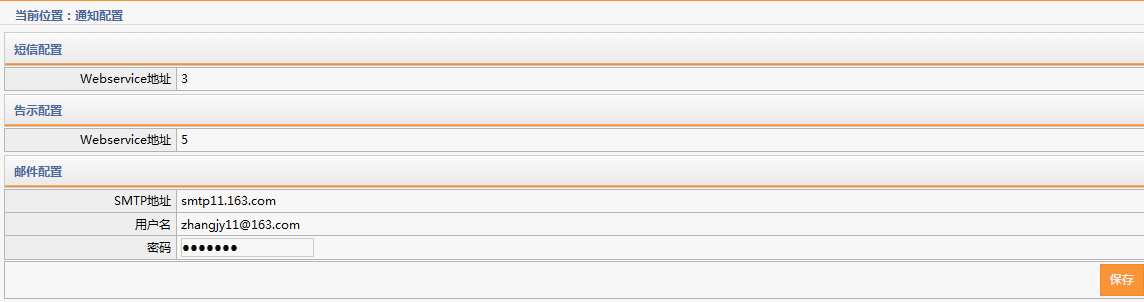 当前位置：通知配置
短信配置
Webservice地址 3
告示配置
Webservice地址 5
邮件配置
SMTP地址 smtp11.163.com
用户名 zhangjy11@163.com
密码 ●●●●●●●
保存